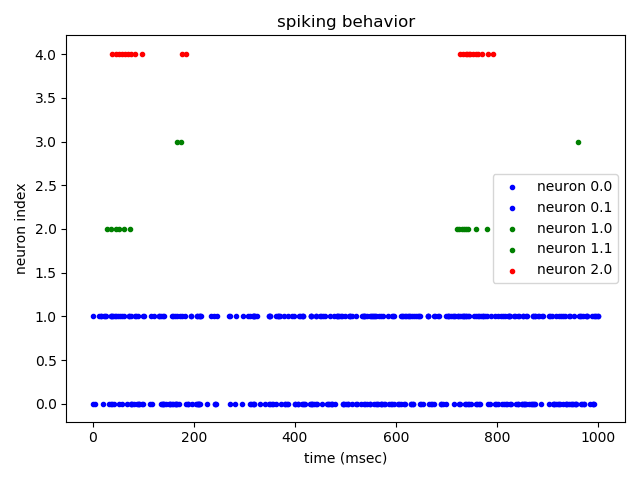 spiking behavior
4.0
3.5
3.0
2.5
2.0
1.5
1.0
0.5
0.0
neuron index
neuron 0.0
neuron 0.1
neuron 1.0
neuron 1.1
neuron 2.0
0 200 400 600 800 1000
time (msec)